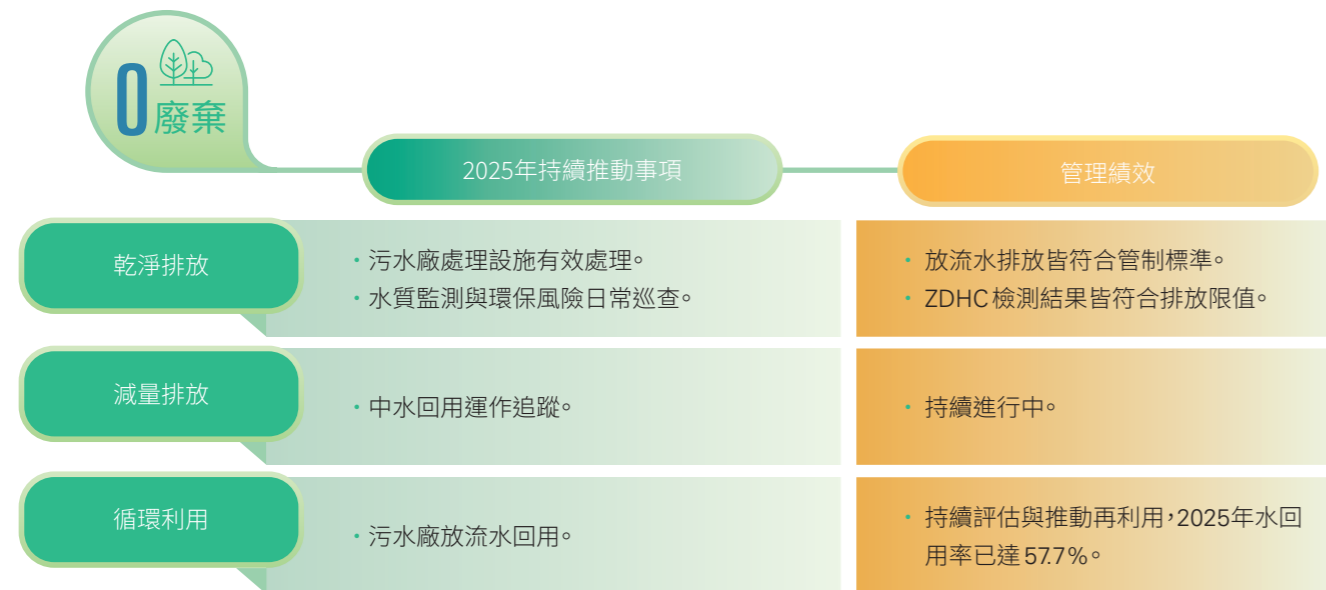 0廢棄
2025年持續推動事項
管理績效
乾淨排放
・污水廠處理設施有效處理。
・水質監測與環保風險日常巡查。
・放流水排放皆符合管制標準。
・ZDHC檢測結果皆符合排放限值。
減量排放
・中水回用運作追蹤。
・持續進行中。
循環利用
・污水廠放流水回用。
・持續評估與推動再利用，2025年水回
用率已達57.7%。